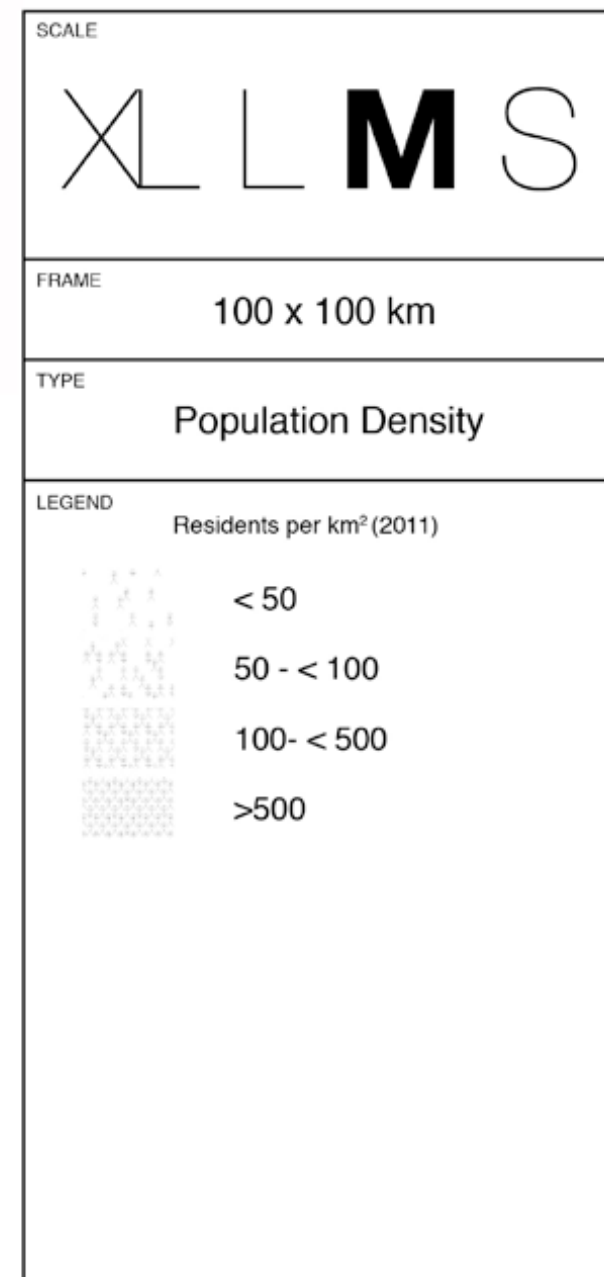 SCALE
XL L M S
FRAME
100 x 100 km
TYPE
Population Density
LEGEND
Residents per km² (2011)
< 50
50 - < 100
100- < 500
>500